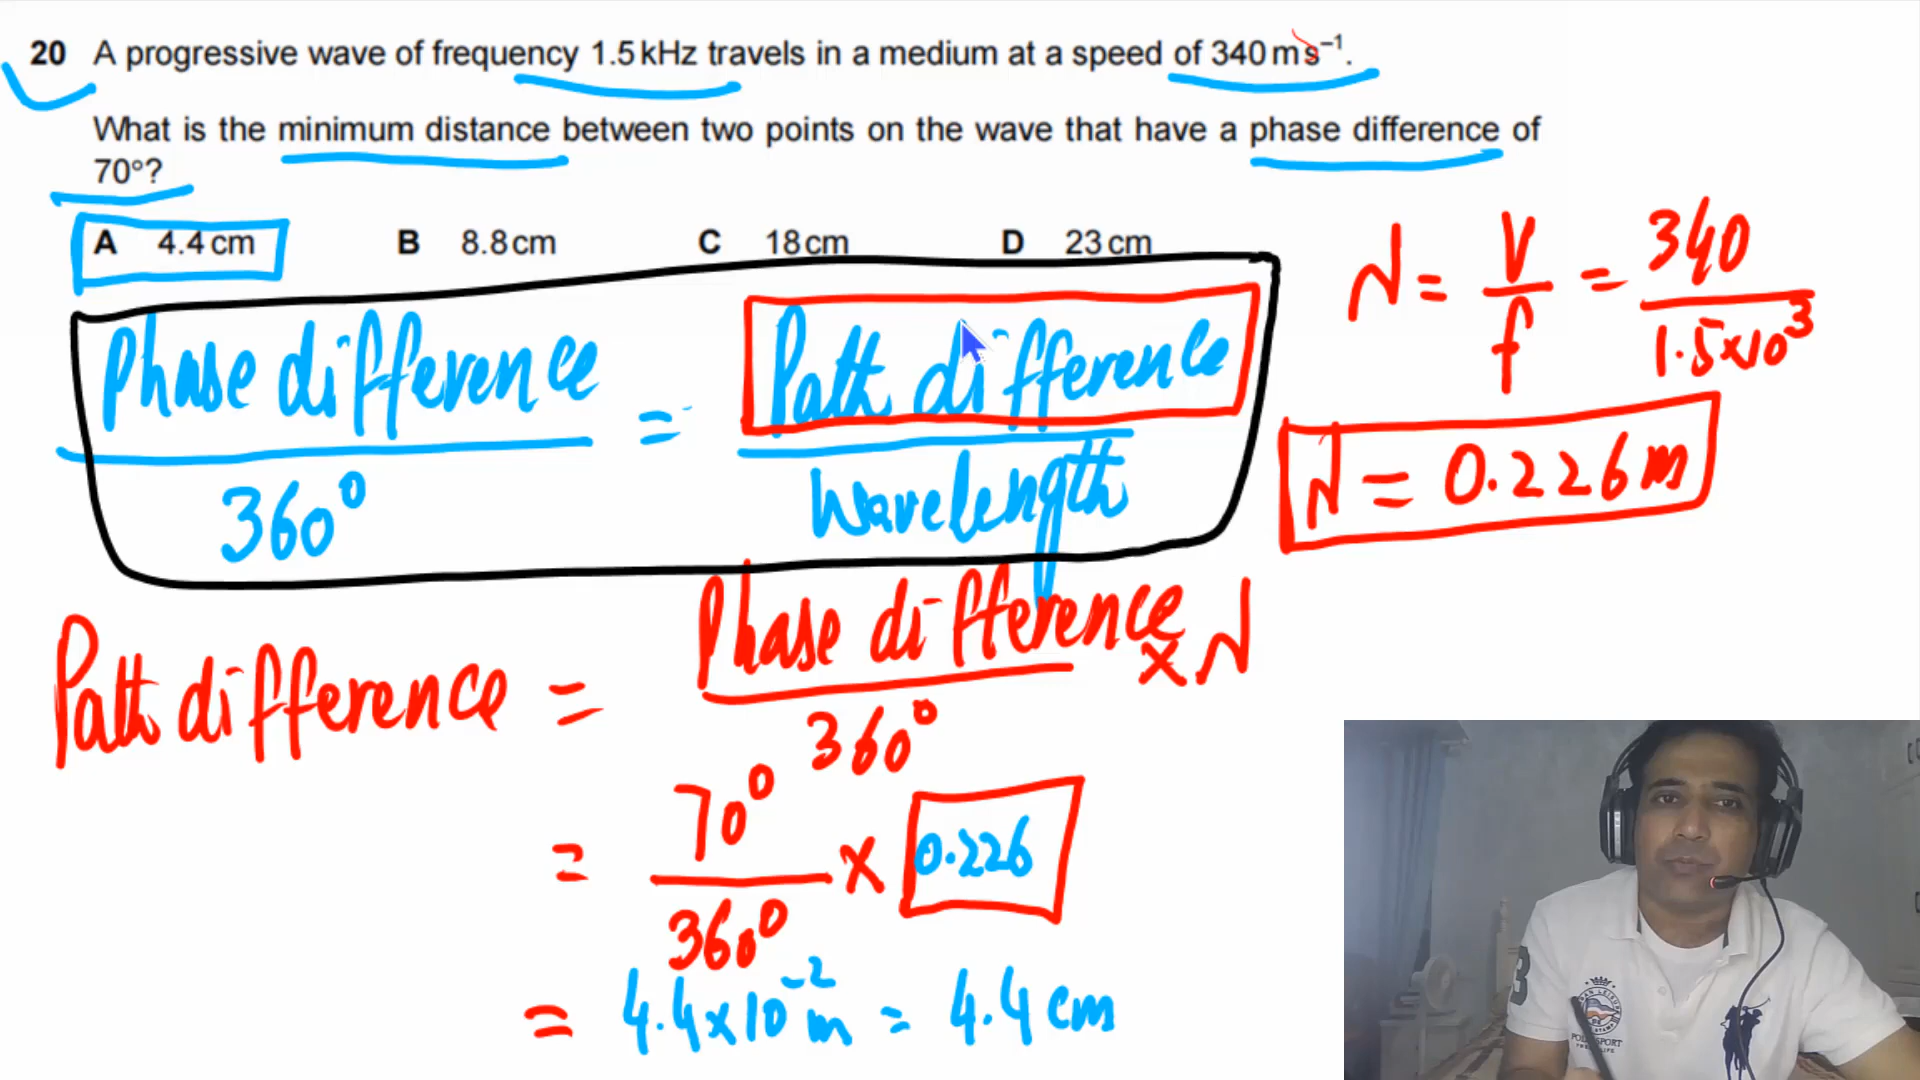 20 A progressive wave of frequency 1.5 kHz travels in a medium at a speed of 340 m s⁻¹.
What is the minimum distance between two points on the wave that have a phase difference of
70°?
A 4.4 cm B 8.8 cm C 18 cm D 23 cm
λ = V / f = 340 / 1.5×10³
λ = 0.226 m
Phase difference / 360° = Path difference / wavelength
Path difference = Phase difference / 360° × λ
= 70° / 360° × 0.226
= 4.4×10⁻² m = 4.4 cm
3